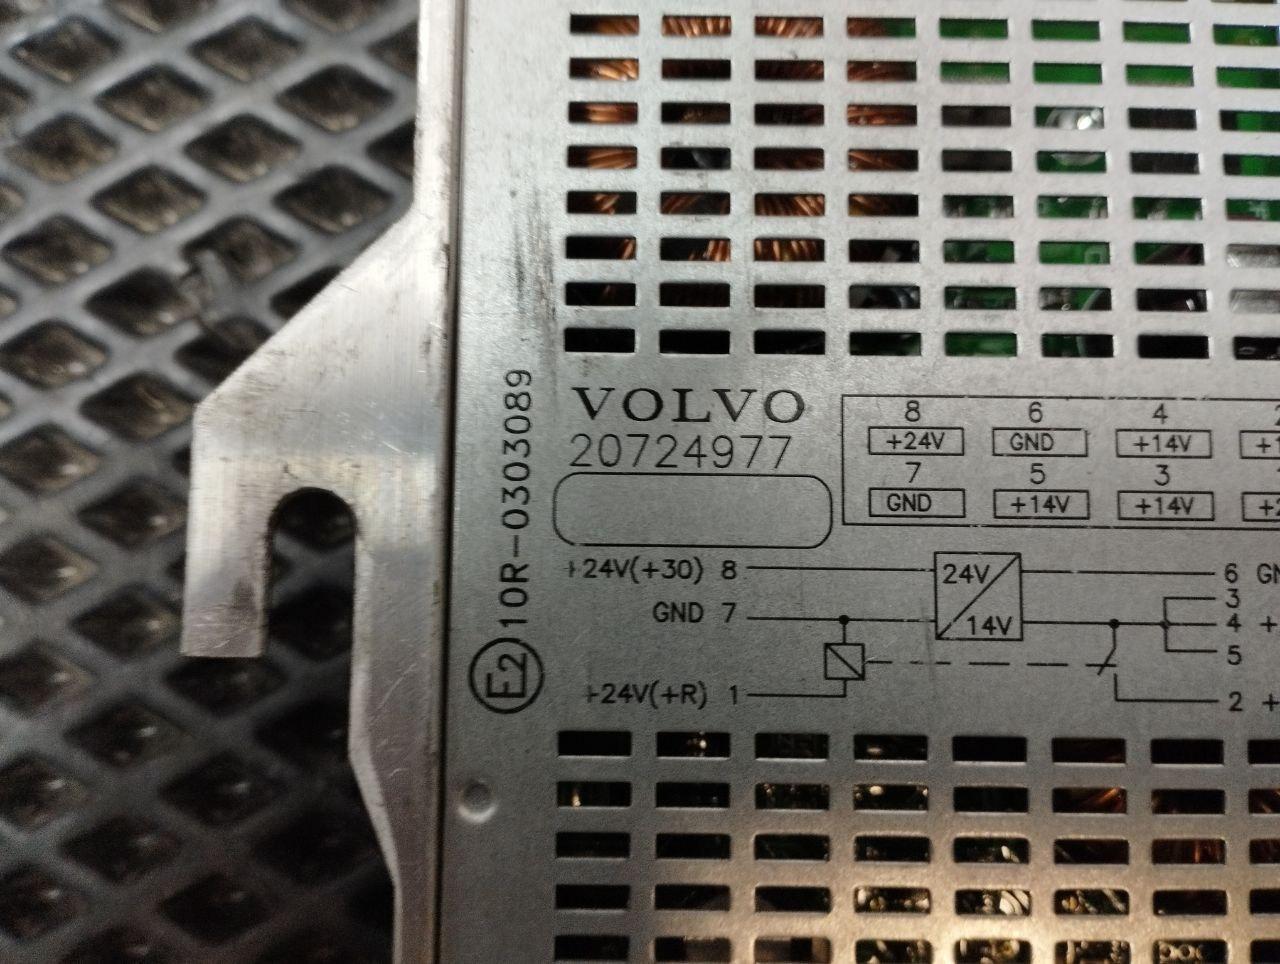 VOLVO
20724977
E2 10R-0303089
8 6 4
+24V GND +14V
7 5 3
GND +14V +14V
+24V(+30) 8
GND 7
+24V(+R) 1
24V
14V
6
3
4 +
5
2 +